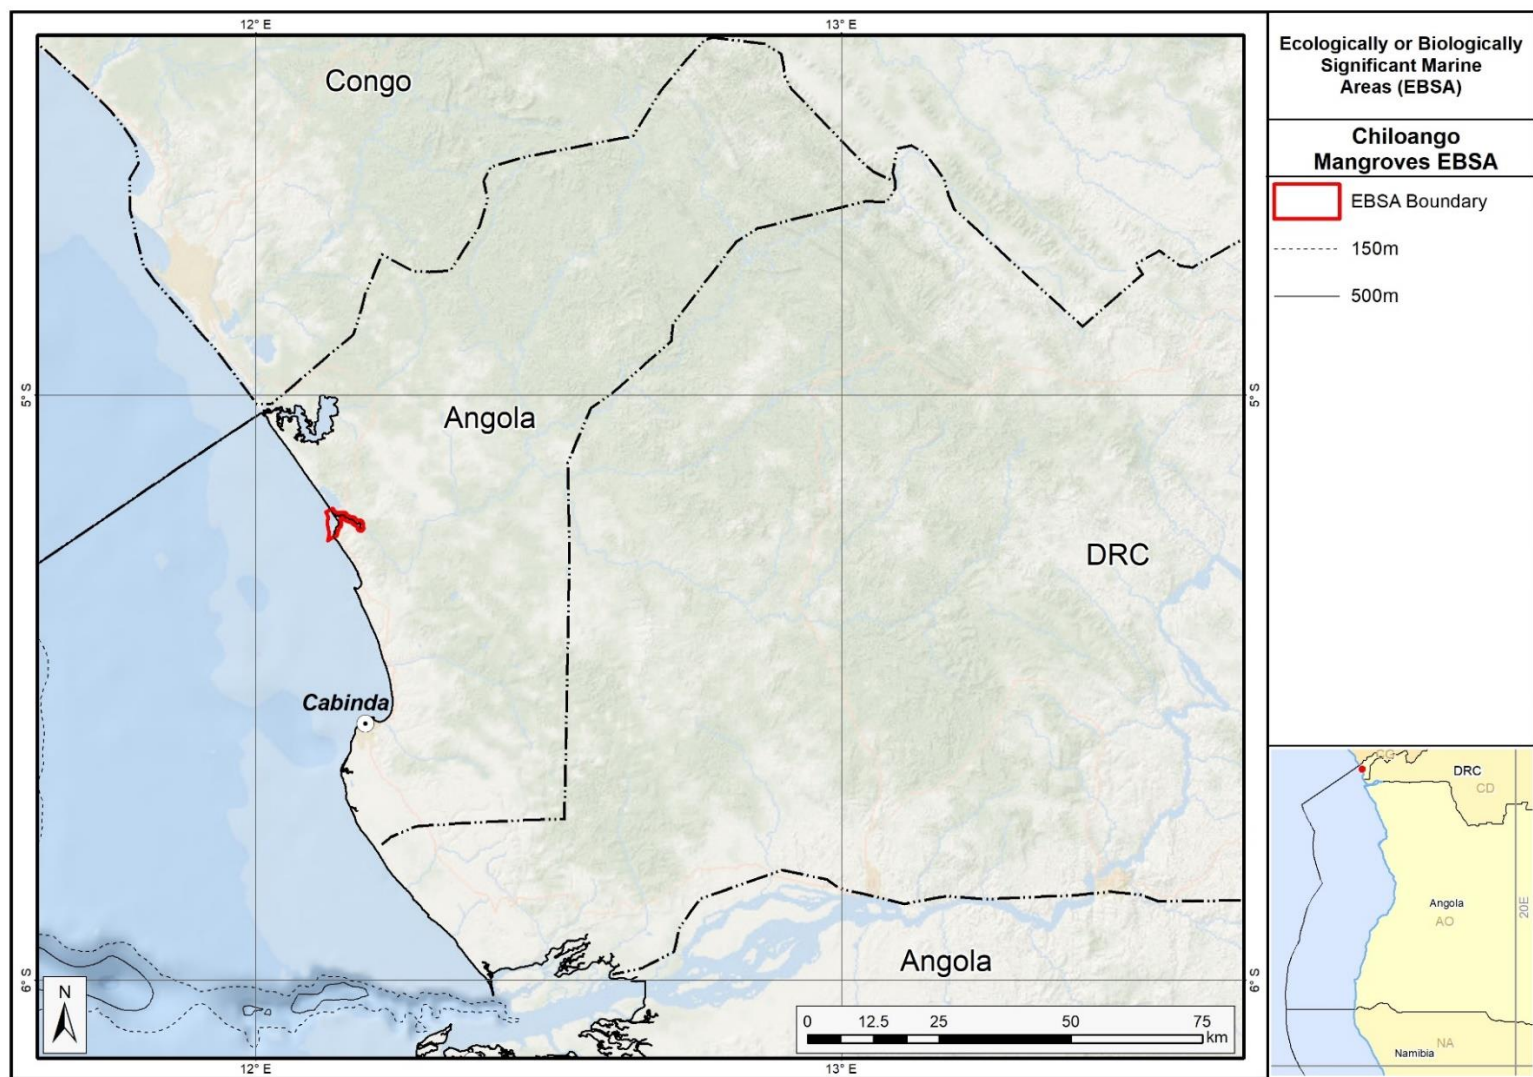 12° E
13° E
Congo
5° S
5° S
Angola
DRC
Cabinda
Angola
6° S
6° S
N
0
12.5
25
50
75
km
12° E
13° E
Ecologically or Biologically
Significant Marine
Areas (EBSA)
Chiloango
Mangroves EBSA
EBSA Boundary
150m
500m
CG
DRC
CD
Angola
AO
20E
NA
Namibia